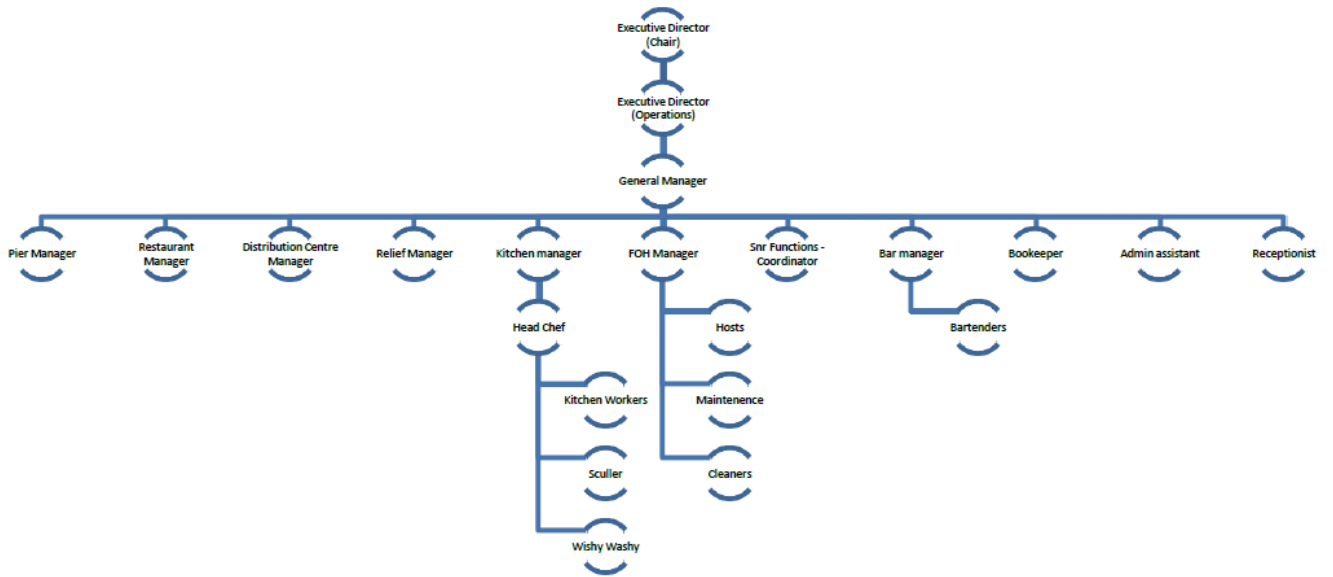 Executive Director
(Chair)
Executive Director
(Operations)
General Manager
Pier Manager
Restaurant
Manager
Distribution Centre
Manager
Relief Manager
Kitchen manager
FOH Manager
Snr Functions -
Coordinator
Bar manager
Bookeeper
Admin assistant
Receptionist
Head Chef
Hosts
Bartenders
Kitchen Workers
Maintenence
Sculler
Cleaners
Wishy Washy